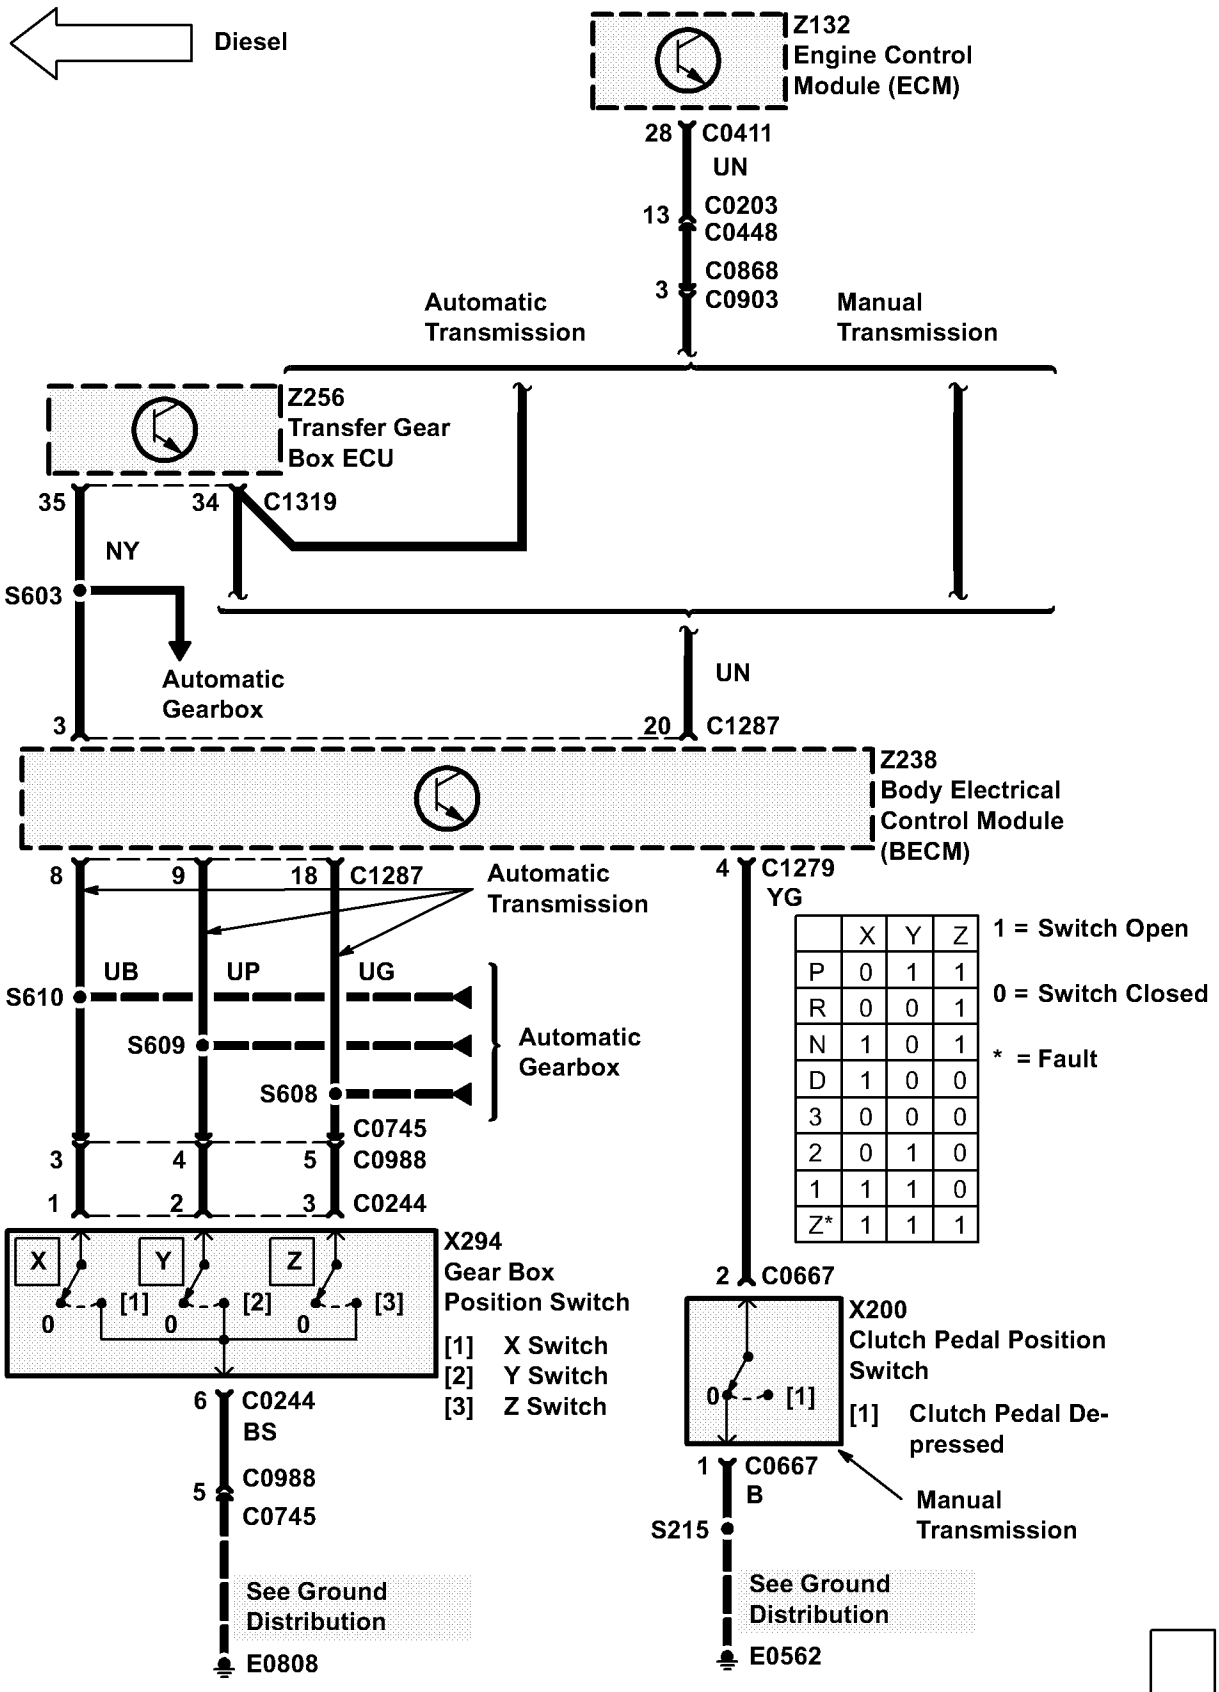 Diesel
Z132
Engine Control
Module (ECM)
28 C0411
UN
13 C0203
C0448
C0868
3 C0903
Automatic
Transmission
Manual
Transmission
Z256
Transfer Gear
Box ECU
35 34 C1319
NY
S603
Automatic
Gearbox
UN
3 20 C1287
Z238
Body Electrical
Control Module
(BECM)
8 9 18 C1287
Automatic
Transmission
4 C1279
YG
UB UP UG
S610
S609
S608
Automatic
Gearbox
X Y Z
P 0 1 1
R 0 0 1
N 1 0 1
D 1 0 0
3 0 0 0
2 0 1 0
1 1 1 0
Z* 1 1 1
1 = Switch Open
0 = Switch Closed
* = Fault
C0745
3 4 5 C0988
1 2 3 C0244
X Y Z
[1] [2] [3]
0 0 0
X294
Gear Box
Position Switch
[1] X Switch
[2] Y Switch
[3] Z Switch
6 C0244
BS
C0988
5
C0745
See Ground
Distribution
E0808
2 C0667
X200
Clutch Pedal Position
Switch
0 [1]
[1] Clutch Pedal De-
pressed
1 C0667
B
Manual
Transmission
S215
See Ground
Distribution
E0562